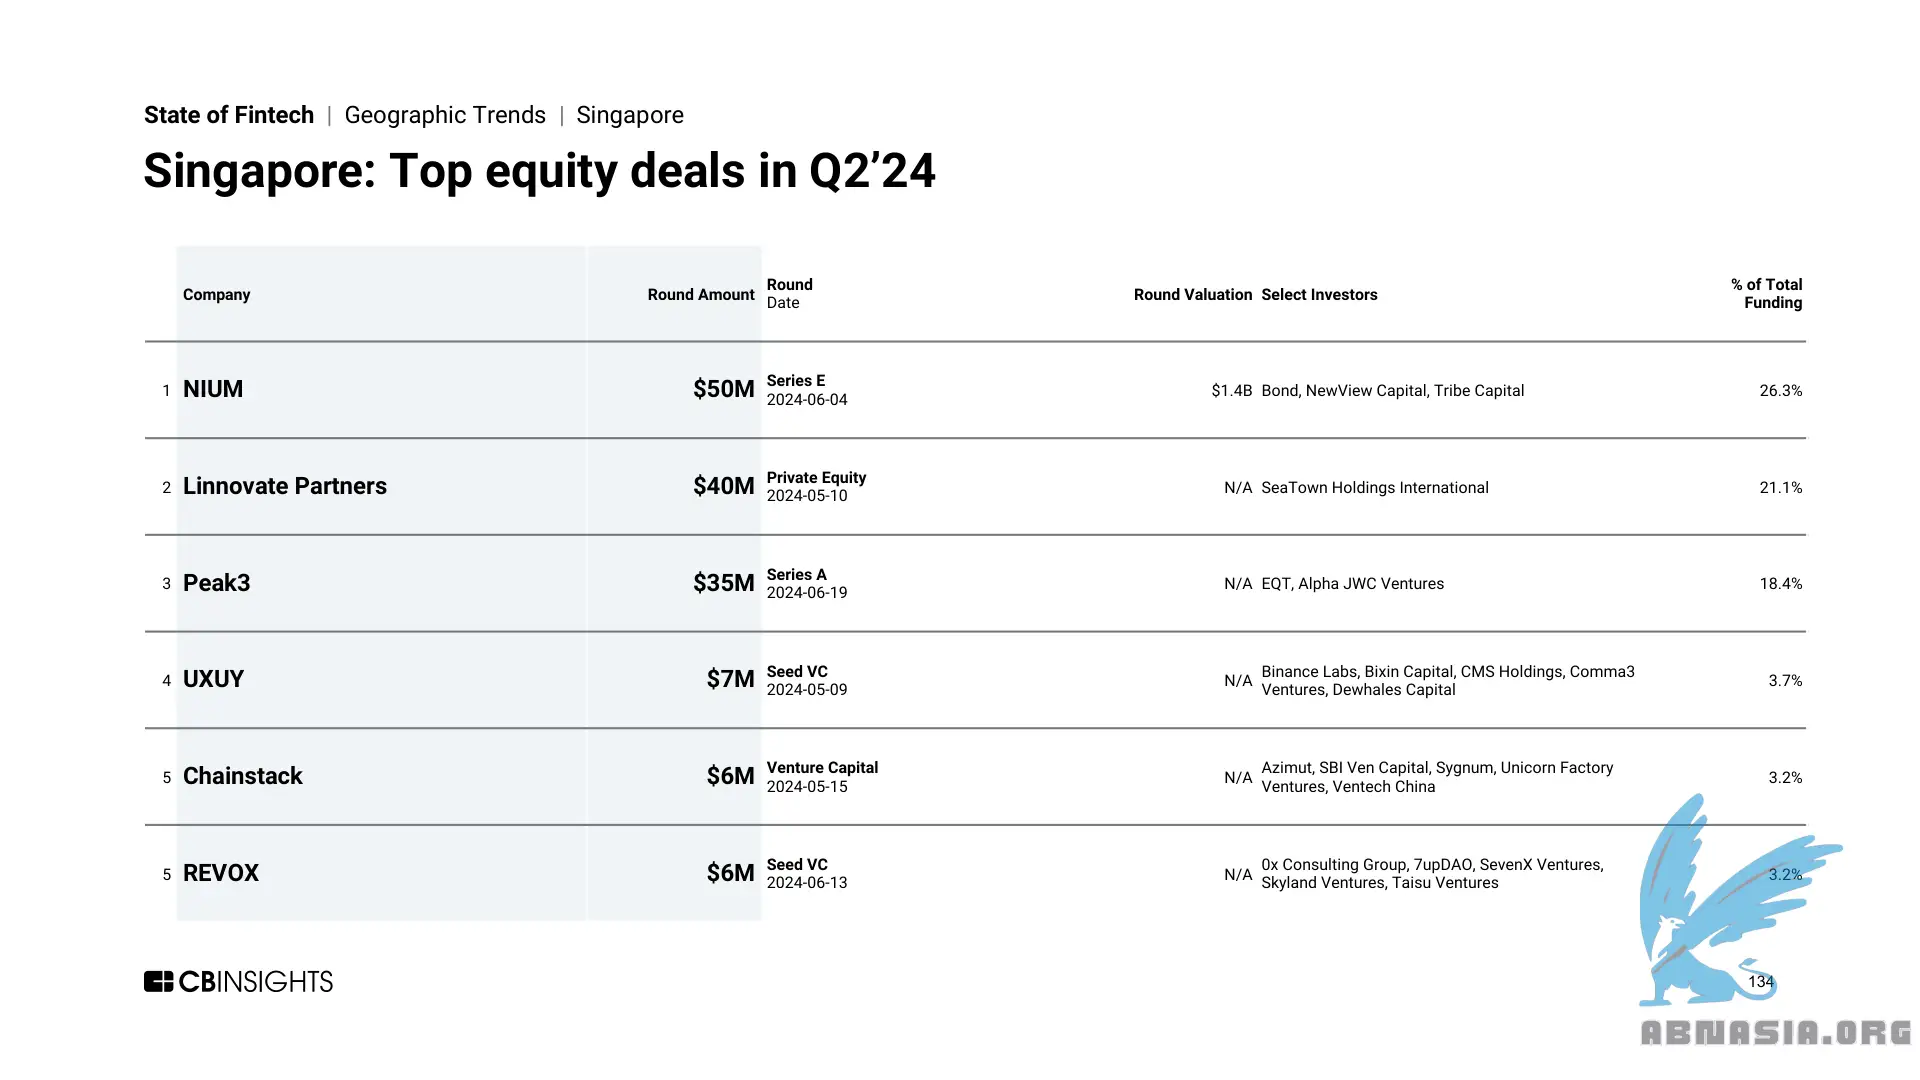 State of Fintech | Geographic Trends | Singapore
Singapore: Top equity deals in Q2’24
Company Round Amount Round Date Round Valuation Select Investors % of Total Funding
1 NIUM $50M Series E 2024-06-04 $1.4B Bond, NewView Capital, Tribe Capital 26.3%
2 Linnovate Partners $40M Private Equity 2024-05-10 N/A SeaTown Holdings International 21.1%
3 Peak3 $35M Series A 2024-06-19 N/A EQT, Alpha JWC Ventures 18.4%
4 UXUY $7M Seed VC 2024-05-09 N/A Binance Labs, Bixin Capital, CMS Holdings, Comma3 Ventures, Dewhales Capital 3.7%
5 Chainstack $6M Venture Capital 2024-05-15 N/A Azimut, SBI Ven Capital, Sygnum, Unicorn Factory Ventures, Ventech China 3.2%
5 REVOX $6M Seed VC 2024-06-13 N/A 0x Consulting Group, 7upDAO, SevenX Ventures, Skyland Ventures, Taisu Ventures 3.2%
CBINSIGHTS
134
ABNASIA.ORG